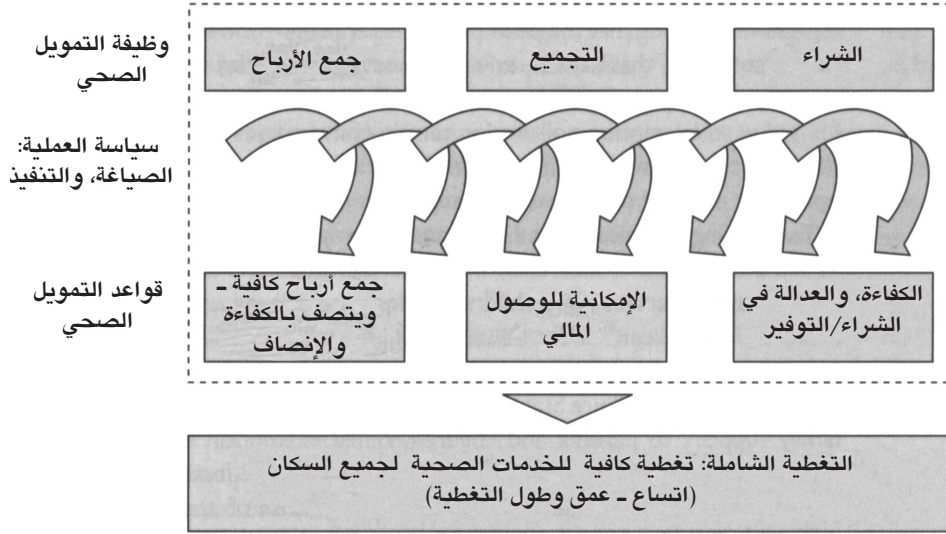 وظيفة التمويل
الصحي
الشراء
التجميع
جمع الأرباح
سياسة العملية:
الصياغة، والتنفيذ
قواعد التمويل
الصحي
الكفاءة، والعدالة في
الشراء/التوفير
الإمكانية للوصول
المالي
جمع أرباح كافية ـ
ويتصف بالكفاءة
والإنصاف
التغطية الشاملة: تغطية كافية للخدمات الصحية لجميع السكان
(اتساع ـ عمق وطول التغطية)